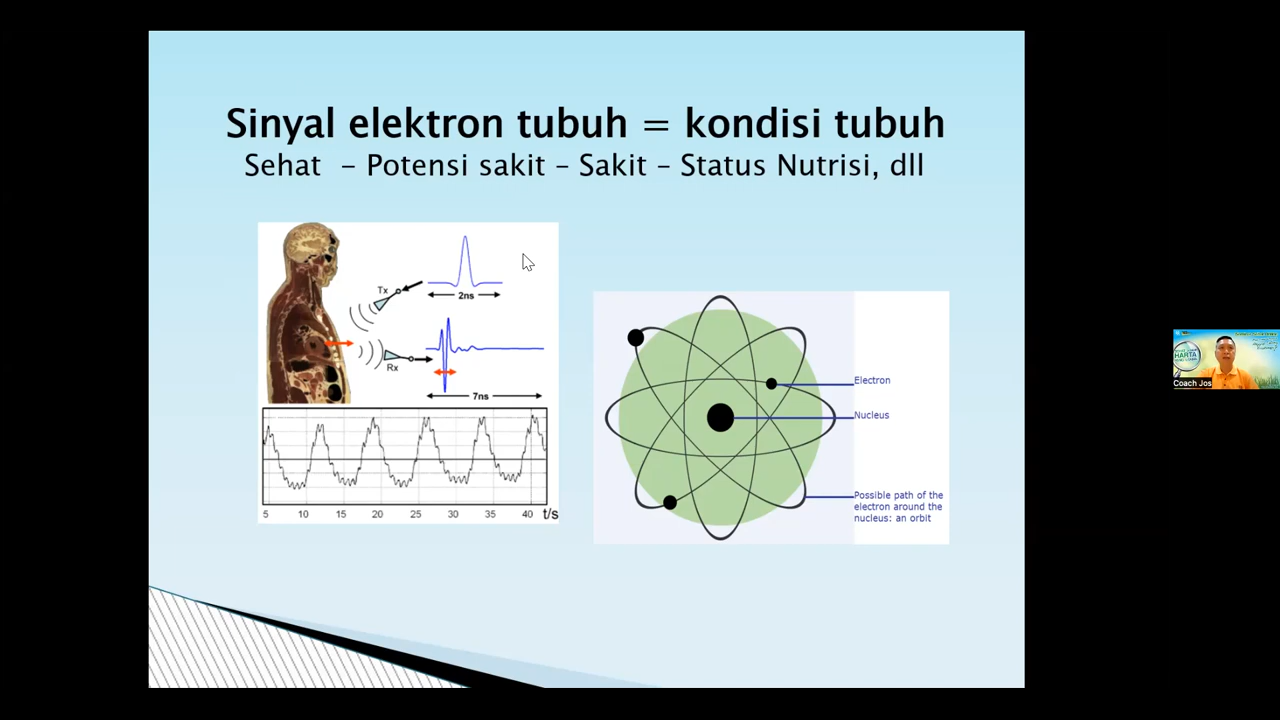 Sinyal elektron tubuh = kondisi tubuh
Sehat – Potensi sakit – Sakit – Status Nutrisi, dll
Tx
2ns
Rx
7ns
5 10 15 20 25 30 35 40 t/s
Electron
Nucleus
Possible path of the
electron around the
nucleus: an orbit
HARTA
Coach Jos